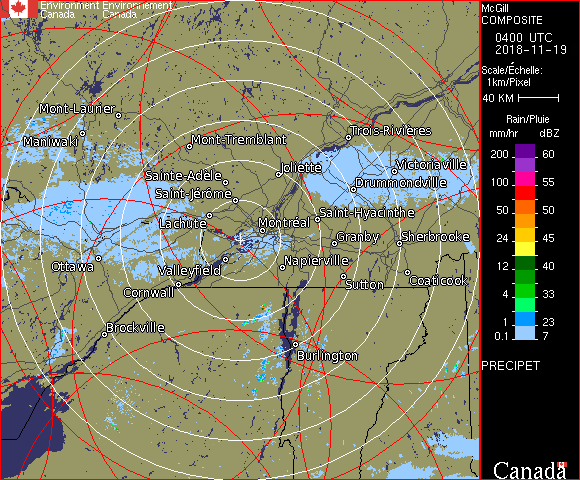 Environment Environnement
Canada Canada
McGill
COMPOSITE
0400 UTC
2018-11-19
Scale/Échelle:
1km/Pixel
40 KM
Rain/Pluie
mm/hr dBZ
200 60
150 55
100 55
50 50
24 45
12 40
4 33
1 23
0.1 7
PRECIPET
Canada
Mont-Laurier
Maniwaki
Mont-Tremblant
Trois-Rivières
Joliette
Victoriaville
Sainte-Adèle
Drummondville
Saint-Jérôme
Lachute
Saint-Hyacinthe
Montréal
Granby
Sherbrooke
Ottawa
Valleyfield
Napierville
Cornwall
Sutton
Coaticook
Brockville
Burlington